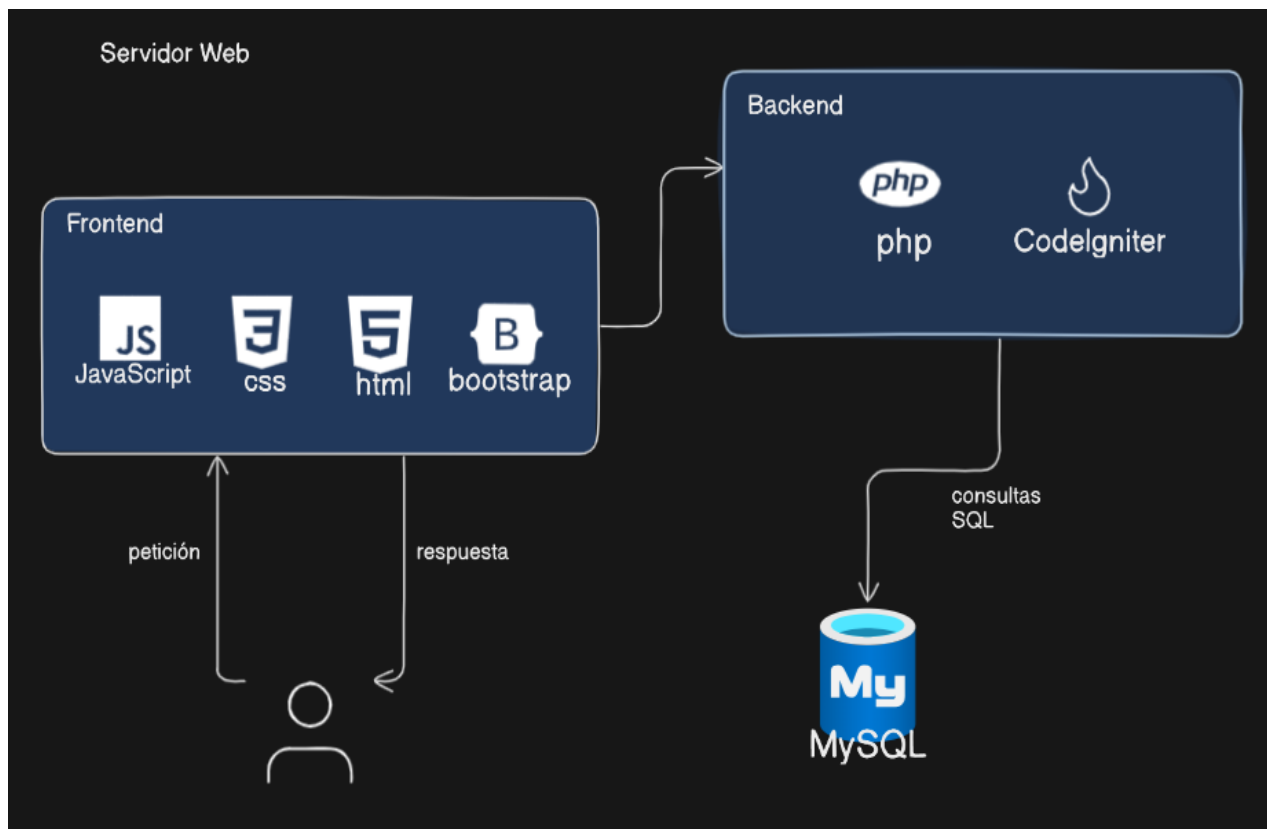 Servidor Web
Backend
php
php
CodeIgniter
Frontend
JS
JavaScript
3
css
5
html
B
bootstrap
petición
respuesta
consultas
SQL
My
MySQL